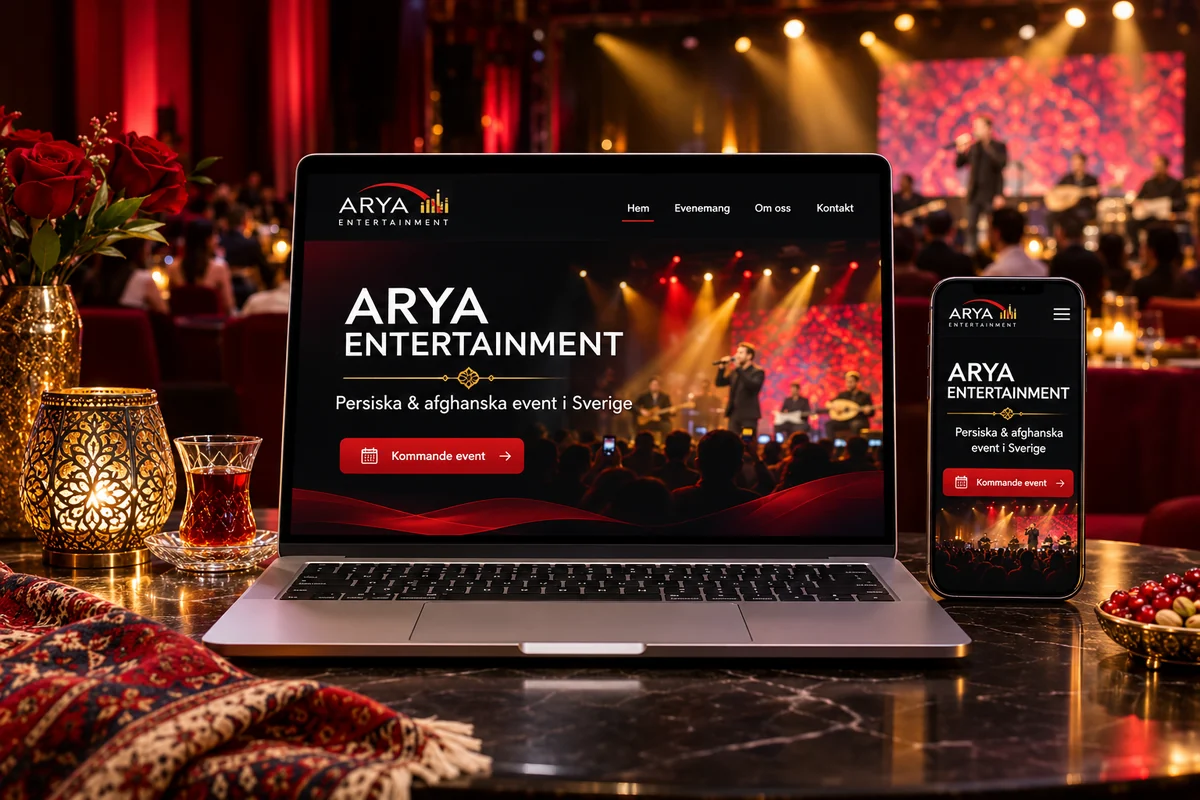 ARYA
ENTERTAINMENT
Hem Evenemang Om oss Kontakt
ARYA
ENTERTAINMENT
Persiska & afghanska event i Sverige
Kommande event
ARYA
ENTERTAINMENT
ARYA
ENTERTAINMENT
Persiska & afghanska
event i Sverige
Kommande event